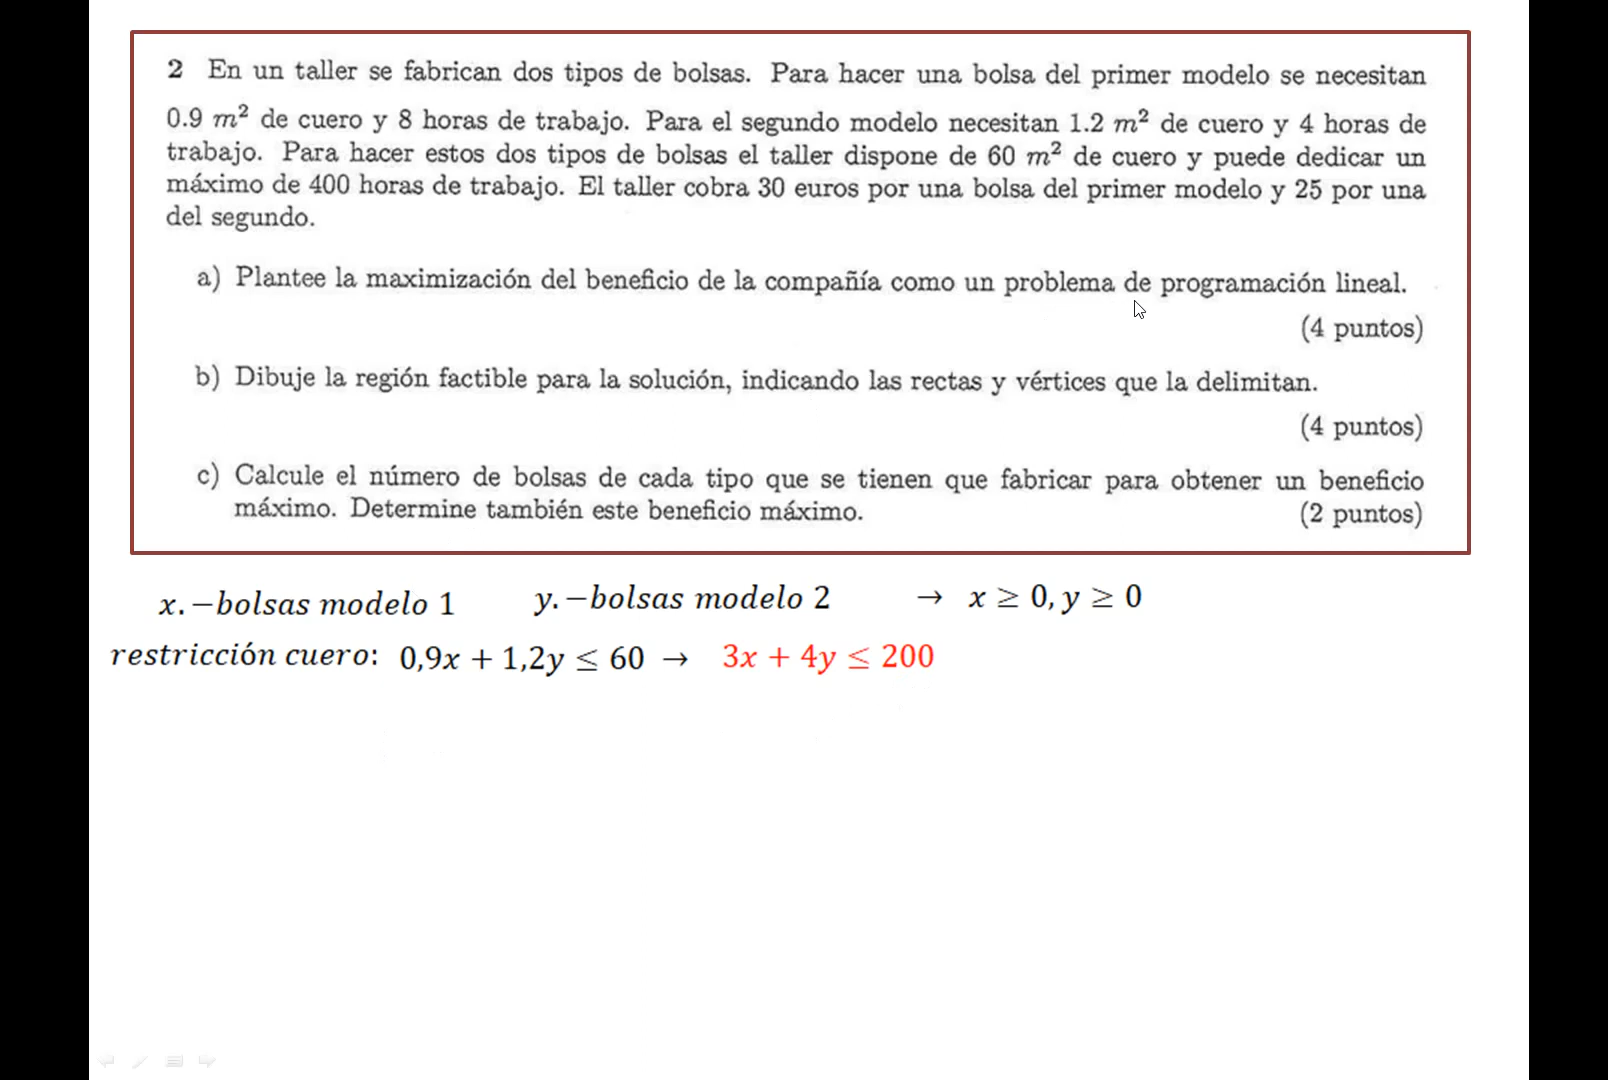 2 En un taller se fabrican dos tipos de bolsas. Para hacer una bolsa del primer modelo se necesitan
0.9 m² de cuero y 8 horas de trabajo. Para el segundo modelo necesitan 1.2 m² de cuero y 4 horas de
trabajo. Para hacer estos dos tipos de bolsas el taller dispone de 60 m² de cuero y puede dedicar un
máximo de 400 horas de trabajo. El taller cobra 30 euros por una bolsa del primer modelo y 25 por una
del segundo.
a) Plantee la maximización del beneficio de la compañía como un problema de programación lineal.
(4 puntos)
b) Dibuje la región factible para la solución, indicando las rectas y vértices que la delimitan.
(4 puntos)
c) Calcule el número de bolsas de cada tipo que se tienen que fabricar para obtener un beneficio
máximo. Determine también este beneficio máximo. (2 puntos)
x.−bolsas modelo 1 y.−bolsas modelo 2 → x ≥ 0, y ≥ 0
restricción cuero: 0,9x + 1,2y ≤ 60 → 3x + 4y ≤ 200